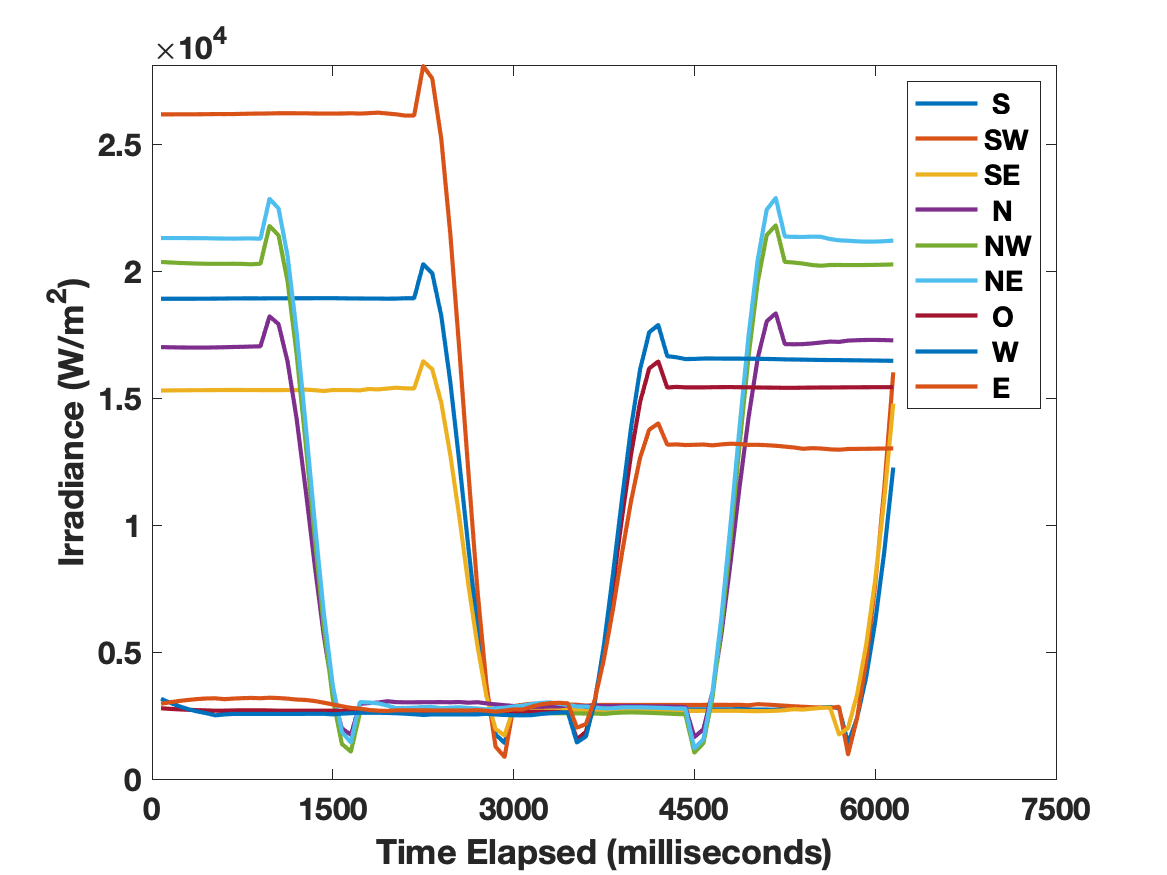 ×10⁴
2.5
2
1.5
1
0.5
0
0 1500 3000 4500 6000 7500
Irradiance (W/m²)
Time Elapsed (milliseconds)
S
SW
SE
N
NW
NE
O
W
E